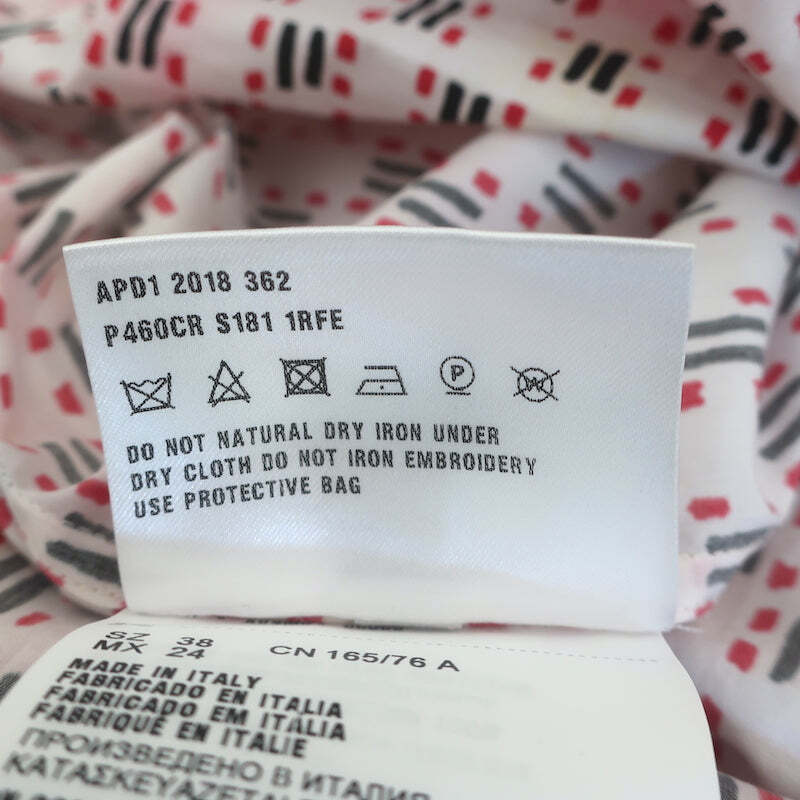 APD1 2018 362
P460CR S181 1RFE
P
W
DO NOT NATURAL DRY IRON UNDER
DRY CLOTH DO NOT IRON EMBROIDERY
USE PROTECTIVE BAG
SZ 38 CN 165/76 A
MX 24
MADE IN ITALY
FABRICADO EN ITALIA
FABRICADO EM ITALIA
FABRIQUÉ EN ITALIE
ПРОИЗВЕДЕНО В ИТАЛИИ